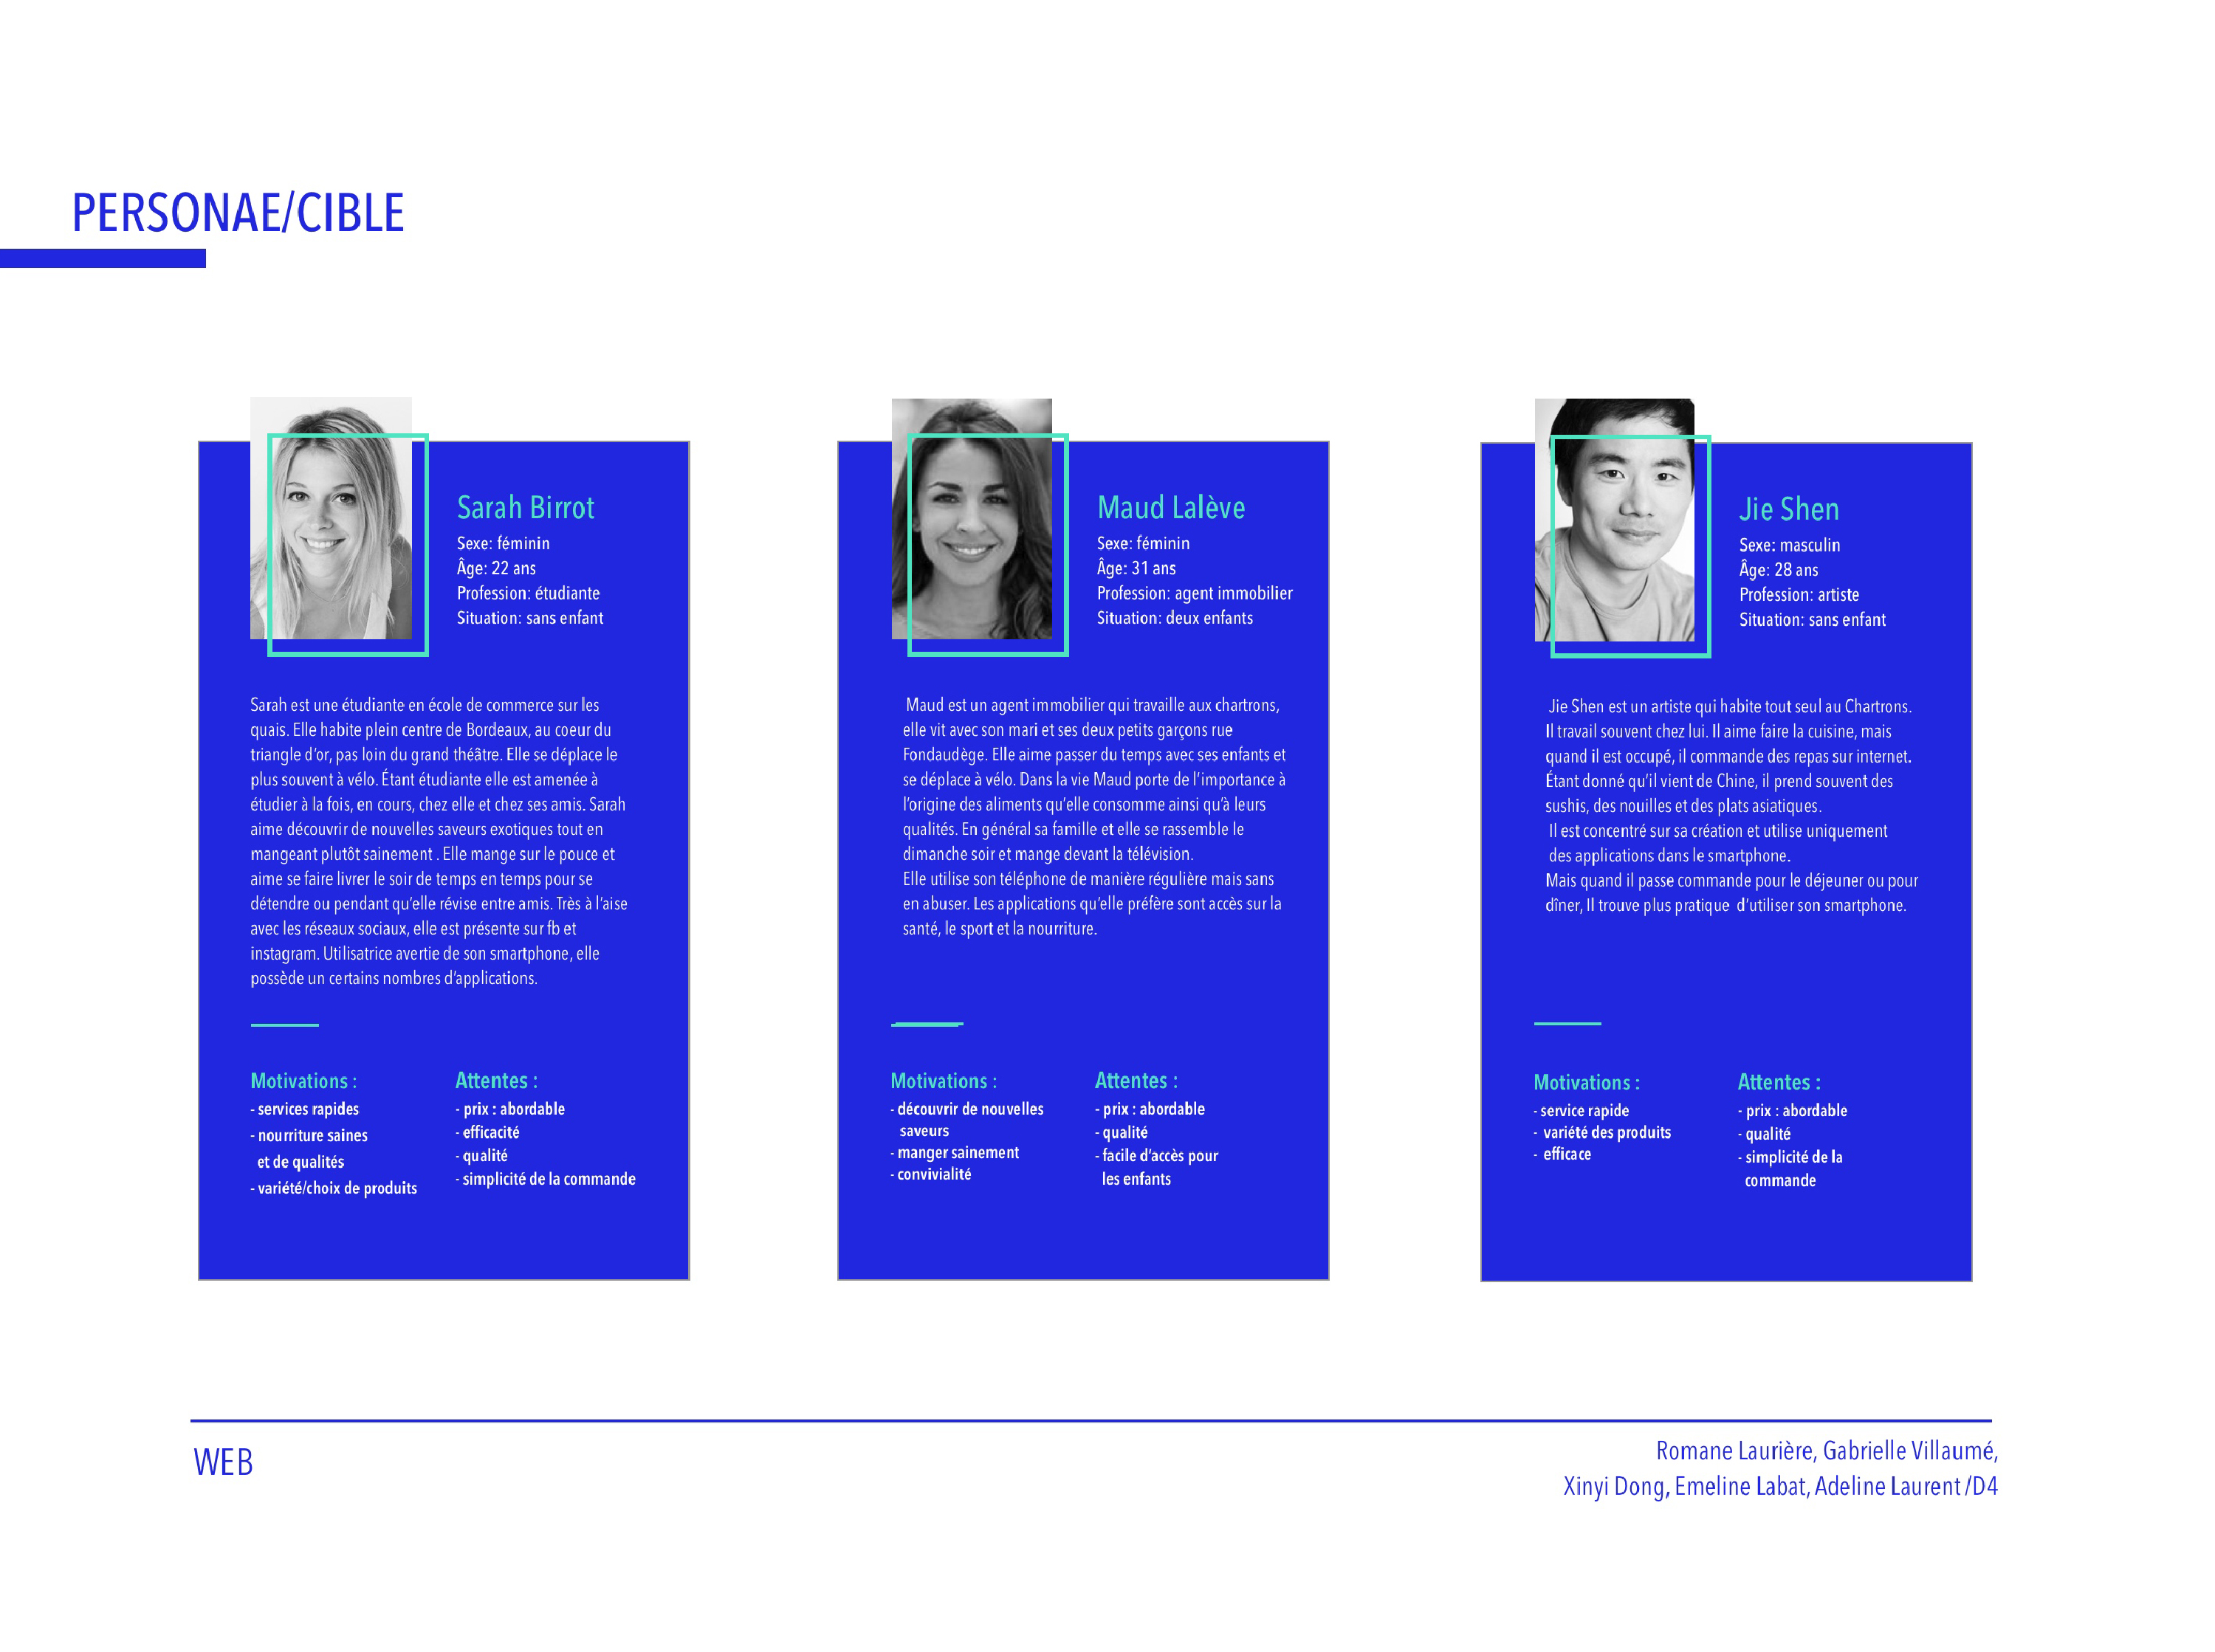 PERSONAE/CIBLE
Sarah Birrot
Sexe: féminin
Âge: 22 ans
Profession: étudiante
Situation: sans enfant
Sarah est une étudiante en école de commerce sur les
quais. Elle habite plein centre de Bordeaux, au coeur du
triangle d'or, pas loin du grand théâtre. Elle se déplace le
plus souvent à vélo. Étant étudiante elle est amenée à
étudier à la fois, en cours, chez elle et chez ses amis. Sarah
aime découvrir de nouvelles saveurs exotiques tout en
mangeant plutôt sainement . Elle mange sur le pouce et
aime se faire livrer le soir de temps en temps pour se
détendre ou pendant qu'elle révise entre amis. Très à l'aise
avec les réseaux sociaux, elle est présente sur fb et
instagram. Utilisatrice avertie de son smartphone, elle
possède un certains nombres d'applications.
Motivations :
- services rapides
- nourriture saines
et de qualités
- variété/choix de produits
Attentes :
- prix : abordable
- efficacité
- qualité
- simplicité de la commande
Maud Lalève
Sexe: féminin
Âge: 31 ans
Profession: agent immobilier
Situation: deux enfants
Maud est un agent immobilier qui travaille aux chartrons,
elle vit avec son mari et ses deux petits garçons rue
Fondaudège. Elle aime passer du temps avec ses enfants et
se déplace à vélo. Dans la vie Maud porte de l'importance à
l'origine des aliments qu'elle consomme ainsi qu'à leurs
qualités. En général sa famille et elle se rassemble le
dimanche soir et mange devant la télévision.
Elle utilise son téléphone de manière régulière mais sans
en abuser. Les applications qu'elle préfère sont accès sur la
santé, le sport et la nourriture.
Motivations :
- découvrir de nouvelles
saveurs
- manger sainement
- convivialité
Attentes :
- prix : abordable
- qualité
- facile d'accès pour
les enfants
Jie Shen
Sexe: masculin
Âge: 28 ans
Profession: artiste
Situation: sans enfant
Jie Shen est un artiste qui habite tout seul au Chartrons.
Il travail souvent chez lui. Il aime faire la cuisine, mais
quand il est occupé, il commande des repas sur internet.
Étant donné qu'il vient de Chine, il prend souvent des
sushis, des nouilles et des plats asiatiques.
Il est concentré sur sa création et utilise uniquement
des applications dans le smartphone.
Mais quand il passe commande pour le déjeuner ou pour
dîner, Il trouve plus pratique d'utiliser son smartphone.
Motivations :
- service rapide
- variété des produits
- efficace
Attentes :
- prix : abordable
- qualité
- simplicité de la
commande
WEB
Romane Laurière, Gabrielle Villaumé,
Xinyi Dong, Emeline Labat, Adeline Laurent /D4